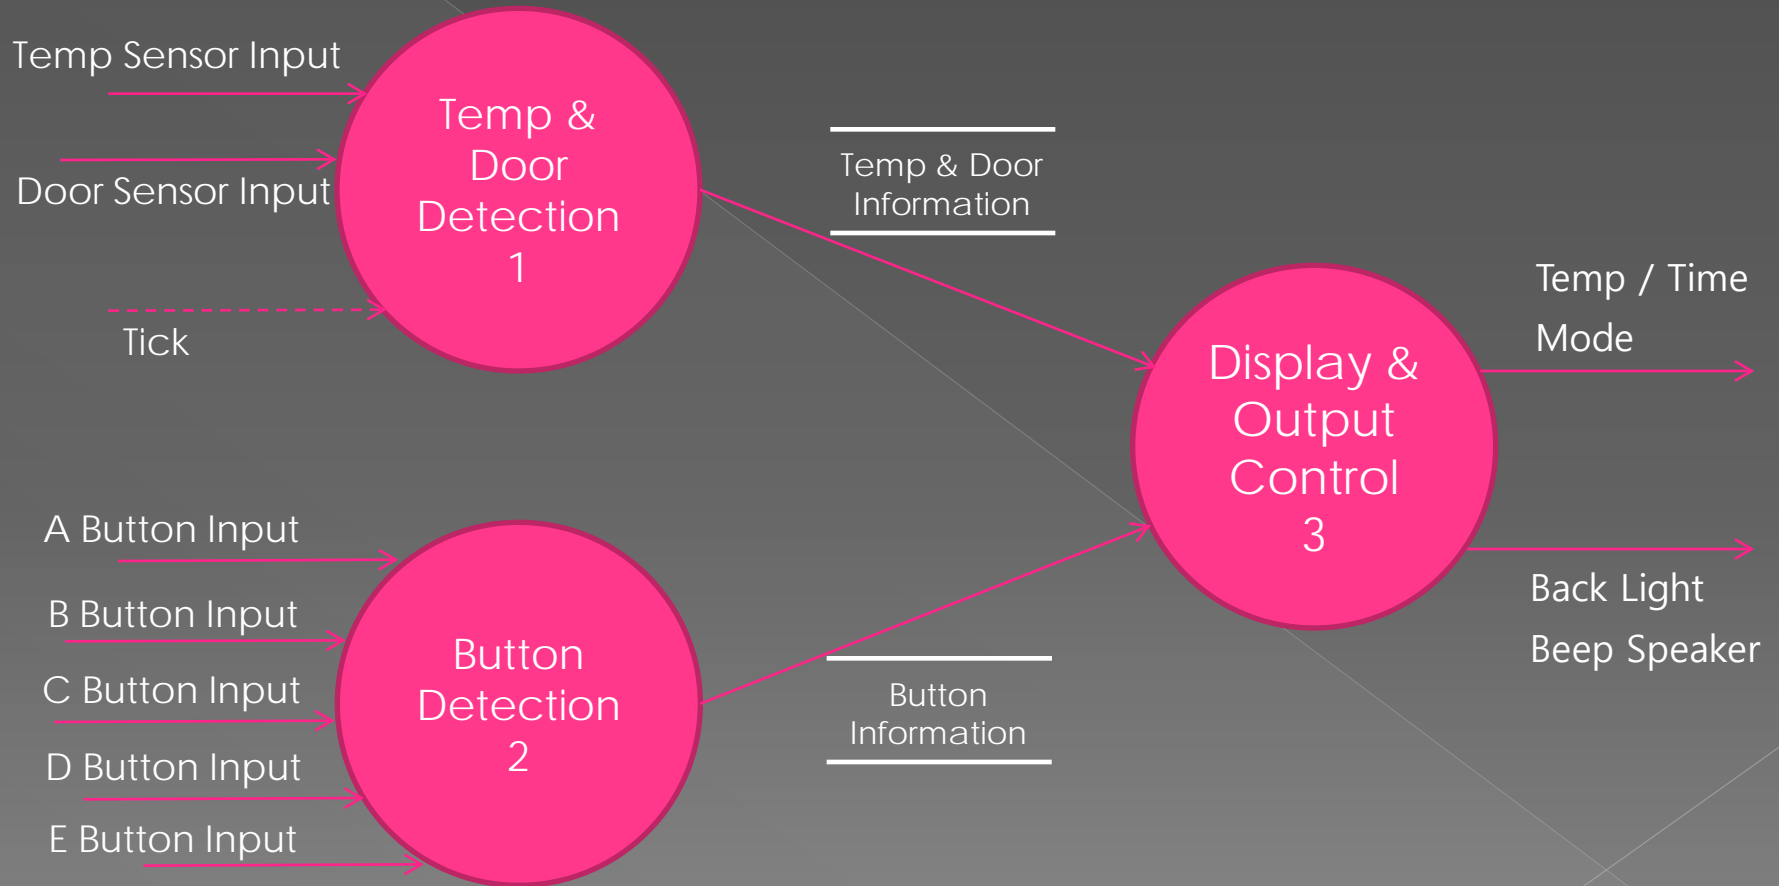 Temp Sensor Input
Door Sensor Input
Tick
Temp &
Door
Detection
1
Temp & Door
Information
A Button Input
B Button Input
C Button Input
D Button Input
E Button Input
Button
Detection
2
Button
Information
Display &
Output
Control
3
Temp / Time
Mode
Back Light
Beep Speaker